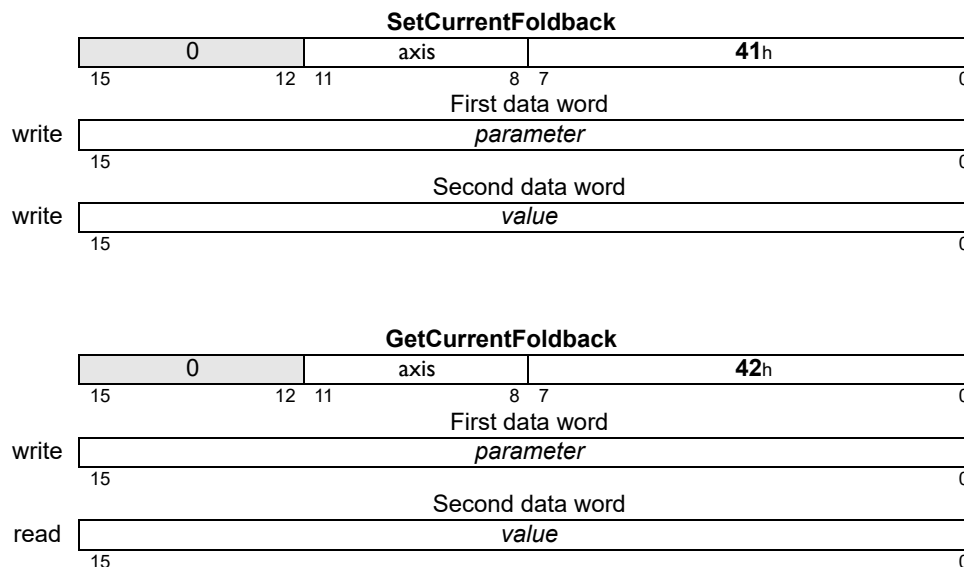 SetCurrentFoldback
0 axis 41h
15 12 11 8 7 0
First data word
write parameter
15 0
Second data word
write value
15 0
GetCurrentFoldback
0 axis 42h
15 12 11 8 7 0
First data word
write parameter
15 0
Second data word
read value
15 0